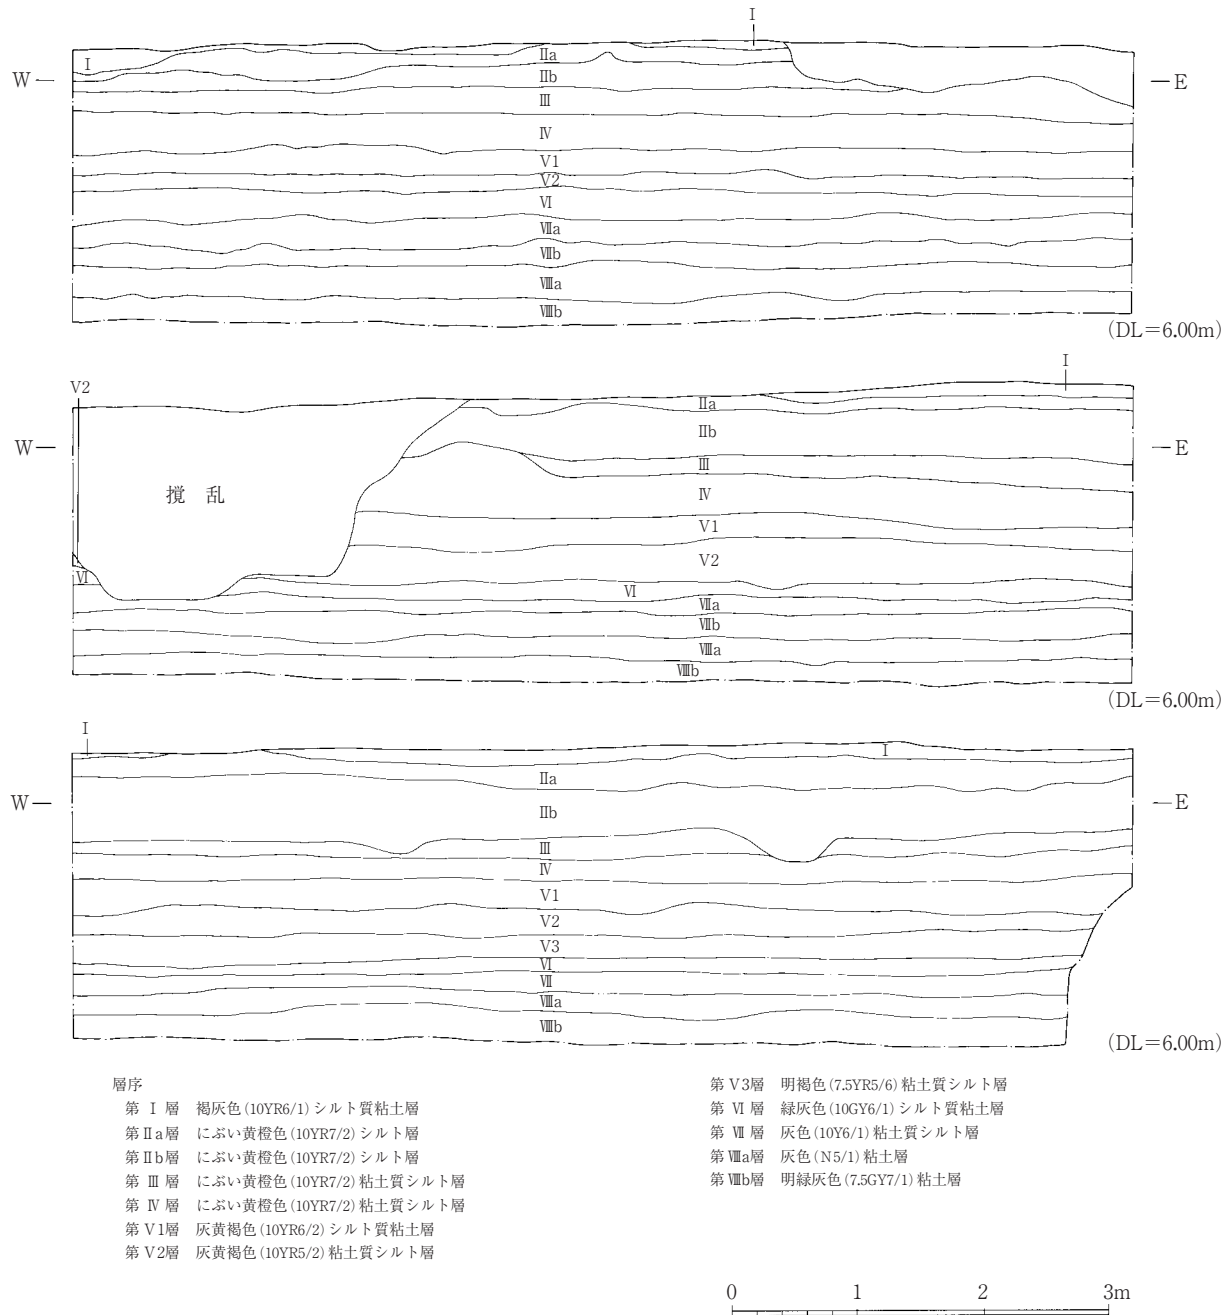 I
I
Ⅱa
Ⅱb
W
E
Ⅲ
Ⅳ
V1
V2
Ⅵ
Ⅶa
Ⅶb
Ⅷa
Ⅷb
(DL=6.00m)
I
V2
Ⅱa
Ⅱb
W
E
Ⅲ
Ⅳ
攪 乱
V1
V2
Ⅵ
Ⅵ
Ⅶa
Ⅶb
Ⅷa
Ⅷb
(DL=6.00m)
I
I
Ⅱa
W
E
Ⅱb
Ⅲ
Ⅳ
V1
V2
V3
Ⅵ
Ⅶ
Ⅷa
Ⅷb
(DL=6.00m)
層序
第 I 層 褐灰色(10YR6/1)シルト質粘土層
第Ⅱa層 にぶい黄橙色(10YR7/2)シルト層
第Ⅱb層 にぶい黄橙色(10YR7/2)シルト層
第 Ⅲ 層 にぶい黄橙色(10YR7/2)粘土質シルト層
第 Ⅳ 層 にぶい黄橙色(10YR7/2)粘土質シルト層
第 V1層 灰黄褐色(10YR6/2)シルト質粘土層
第 V2層 灰黄褐色(10YR5/2)粘土質シルト層
第 V3層 明褐色(7.5YR5/6)粘土質シルト層
第 Ⅵ 層 緑灰色(10GY6/1)粘土質シルト層
第 Ⅶ 層 灰色(10Y6/1)粘土質シルト層
第Ⅷa層 灰色(N5/1)粘土層
第Ⅷb層 明緑灰色(7.5GY7/1)粘土層
0 1 2 3m